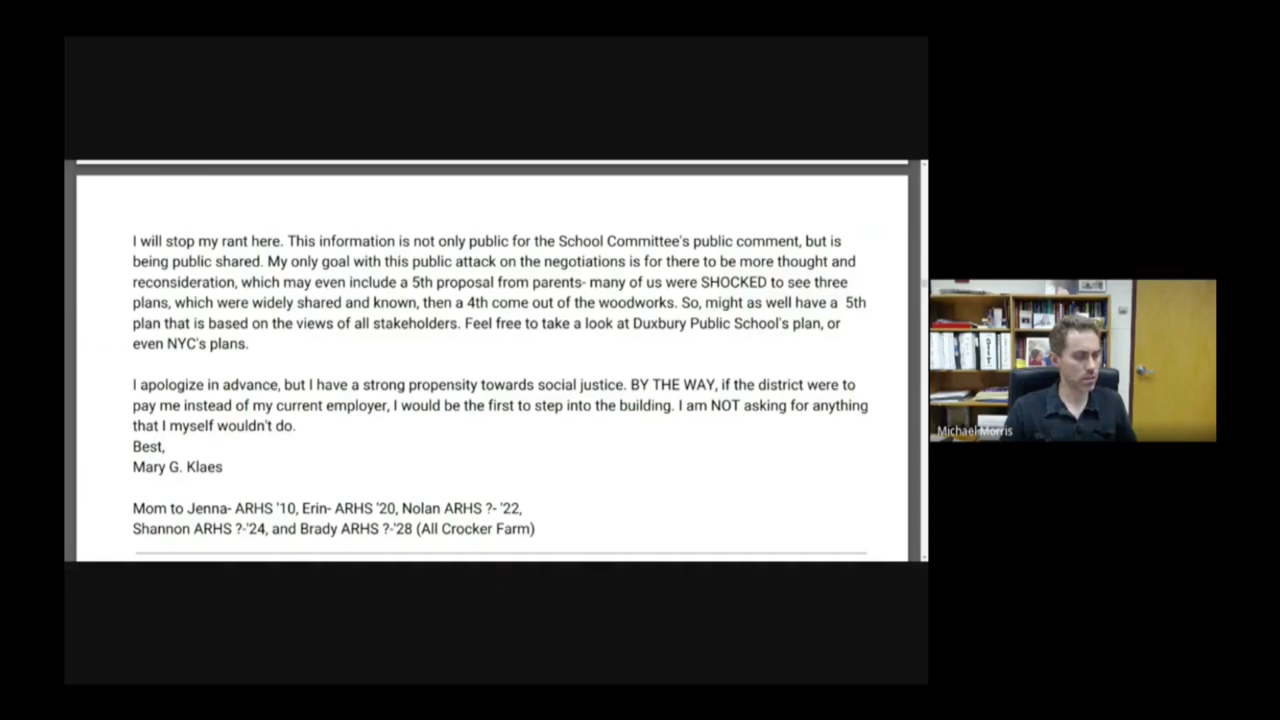 I will stop my rant here. This information is not only public for the School Committee's public comment, but is
being public shared. My only goal with this public attack on the negotiations is for there to be more thought and
reconsideration, which may even include a 5th proposal from parents- many of us were SHOCKED to see three
plans, which were widely shared and known, then a 4th come out of the woodworks. So, might as well have a 5th
plan that is based on the views of all stakeholders. Feel free to take a look at Duxbury Public School's plan, or
even NYC's plans.
I apologize in advance, but I have a strong propensity towards social justice. BY THE WAY, if the district were to
pay me instead of my current employer, I would be the first to step into the building. I am NOT asking for anything
that I myself wouldn't do.
Best,
Mary G. Klaes
Mom to Jenna- ARHS '10, Erin- ARHS '20, Nolan ARHS ?- '22,
Shannon ARHS ?-'24, and Brady ARHS ?-'28 (All Crocker Farm)
Michael Morris